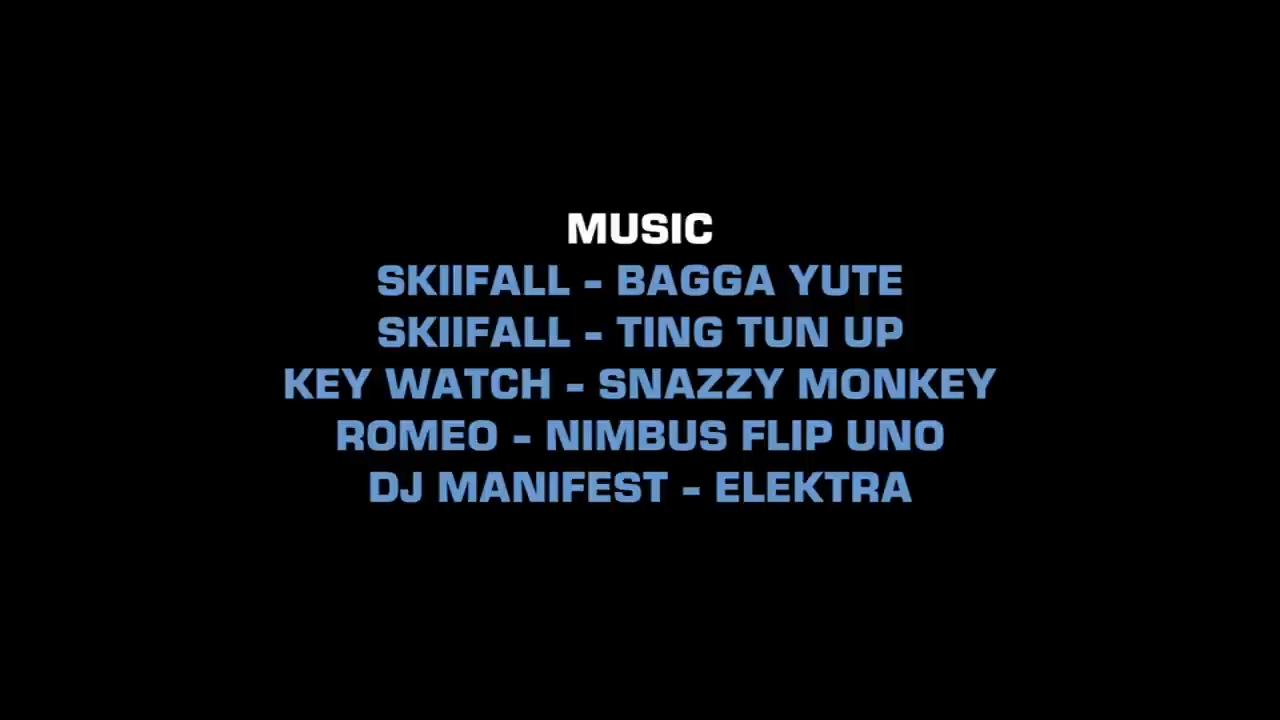 MUSIC
SKIIFALL - BAGGA YUTE
SKIIFALL - TING TUN UP
KEY WATCH - SNAZZY MONKEY
ROMEO - NIMBUS FLIP UNO
DJ MANIFEST - ELEKTRA